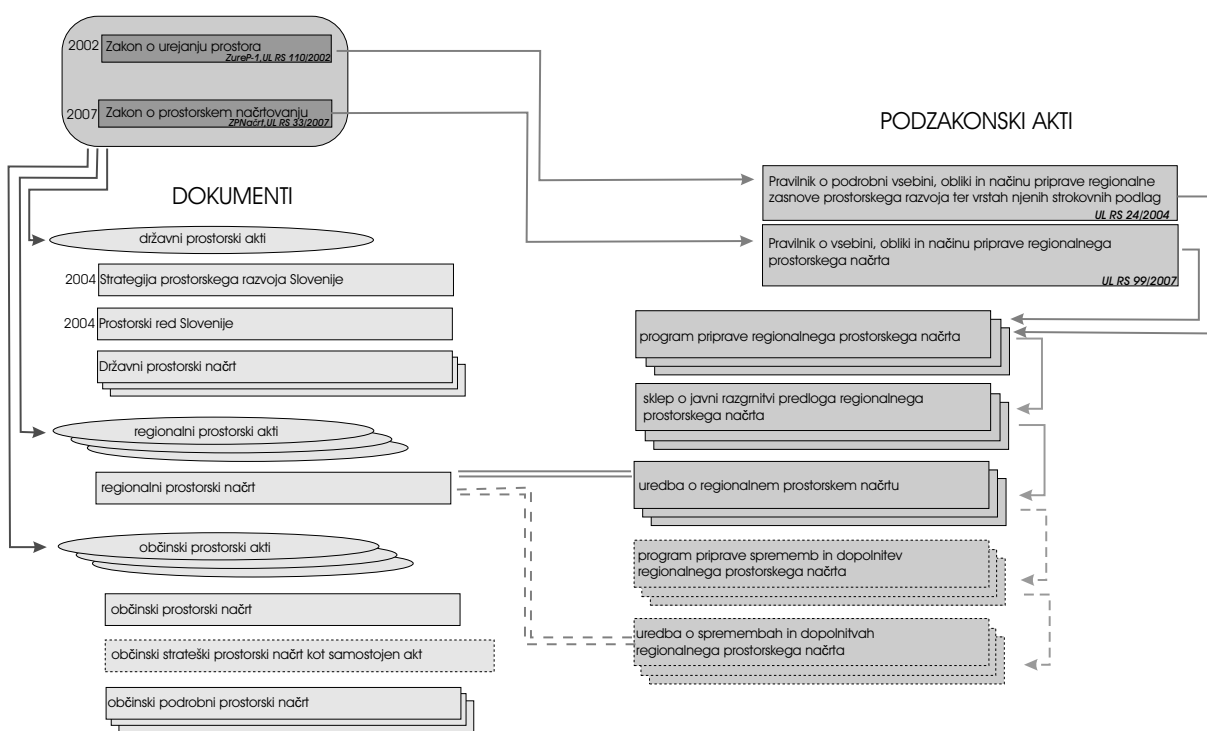 2002 Zakon o urejanju prostora
ZureP-1,UL RS 110/2002
2007 Zakon o prostorskem načrtovanju
ZPNačrt,UL RS 33/2007
DOKUMENTI
državni prostorski akti
2004 Strategija prostorskega razvoja Slovenije
2004 Prostorski red Slovenije
Državni prostorski načrt
regionalni prostorski akti
regionalni prostorski načrt
občinski prostorski akti
občinski prostorski načrt
občinski strateški prostorski načrt kot samostojen akt
občinski podrobni prostorski načrt
PODZAKONSKI AKTI
Pravilnik o podrobni vsebini, obliki in načinu priprave regionalne
zasnove prostorskega razvoja ter vrstah njenih strokovnih podlag
UL RS 24/2004
Pravilnik o vsebini, obliki in načinu priprave regionalnega
prostorskega načrta
UL RS 99/2007
program priprave regionalnega prostorskega načrta
sklep o javni razgrnitvi predloga regionalnega
prostorskega načrta
uredba o regionalnem prostorskem načrtu
program priprave sprememb in dopolnitev
regionalnega prostorskega načrta
uredba o spremembah in dopolnitvah
regionalnega prostorskega načrta